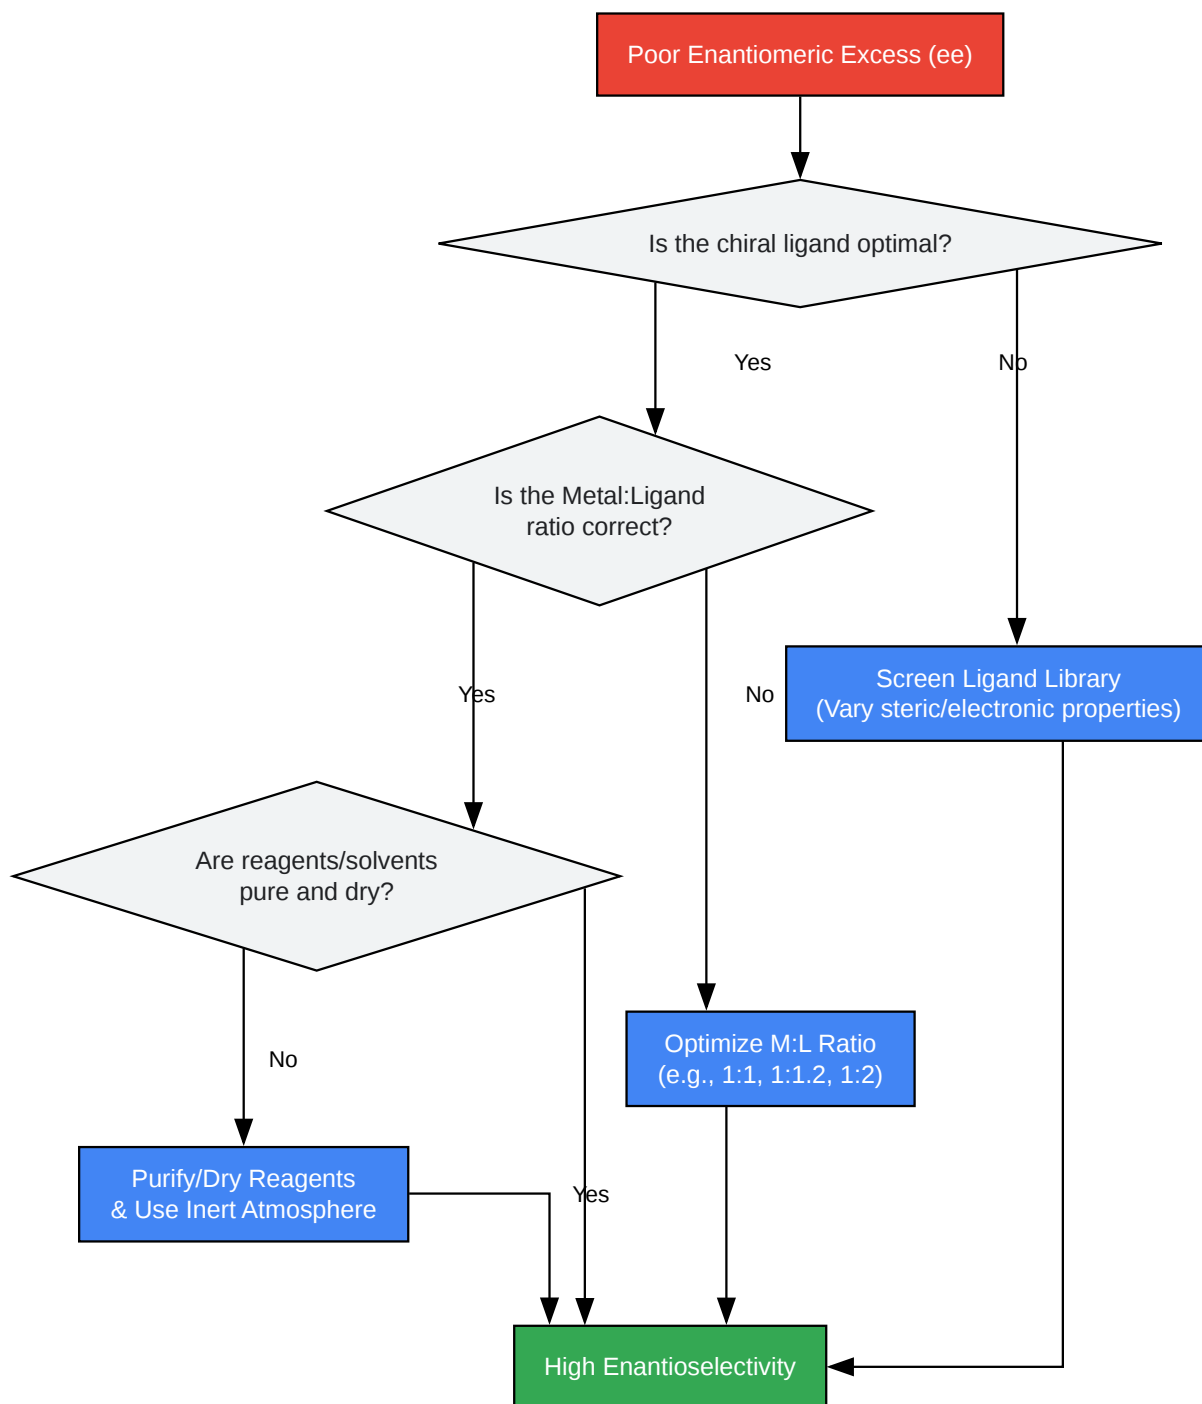 Poor Enantiomeric Excess (ee)
Is the chiral ligand optimal?
Yes
No
Is the Metal:Ligand
ratio correct?
Yes
No
Screen Ligand Library
(Vary steric/electronic properties)
Are reagents/solvents
pure and dry?
No
Optimize M:L Ratio
(e.g., 1:1, 1:1.2, 1:2)
Purify/Dry Reagents
& Use Inert Atmosphere
Yes
High Enantioselectivity